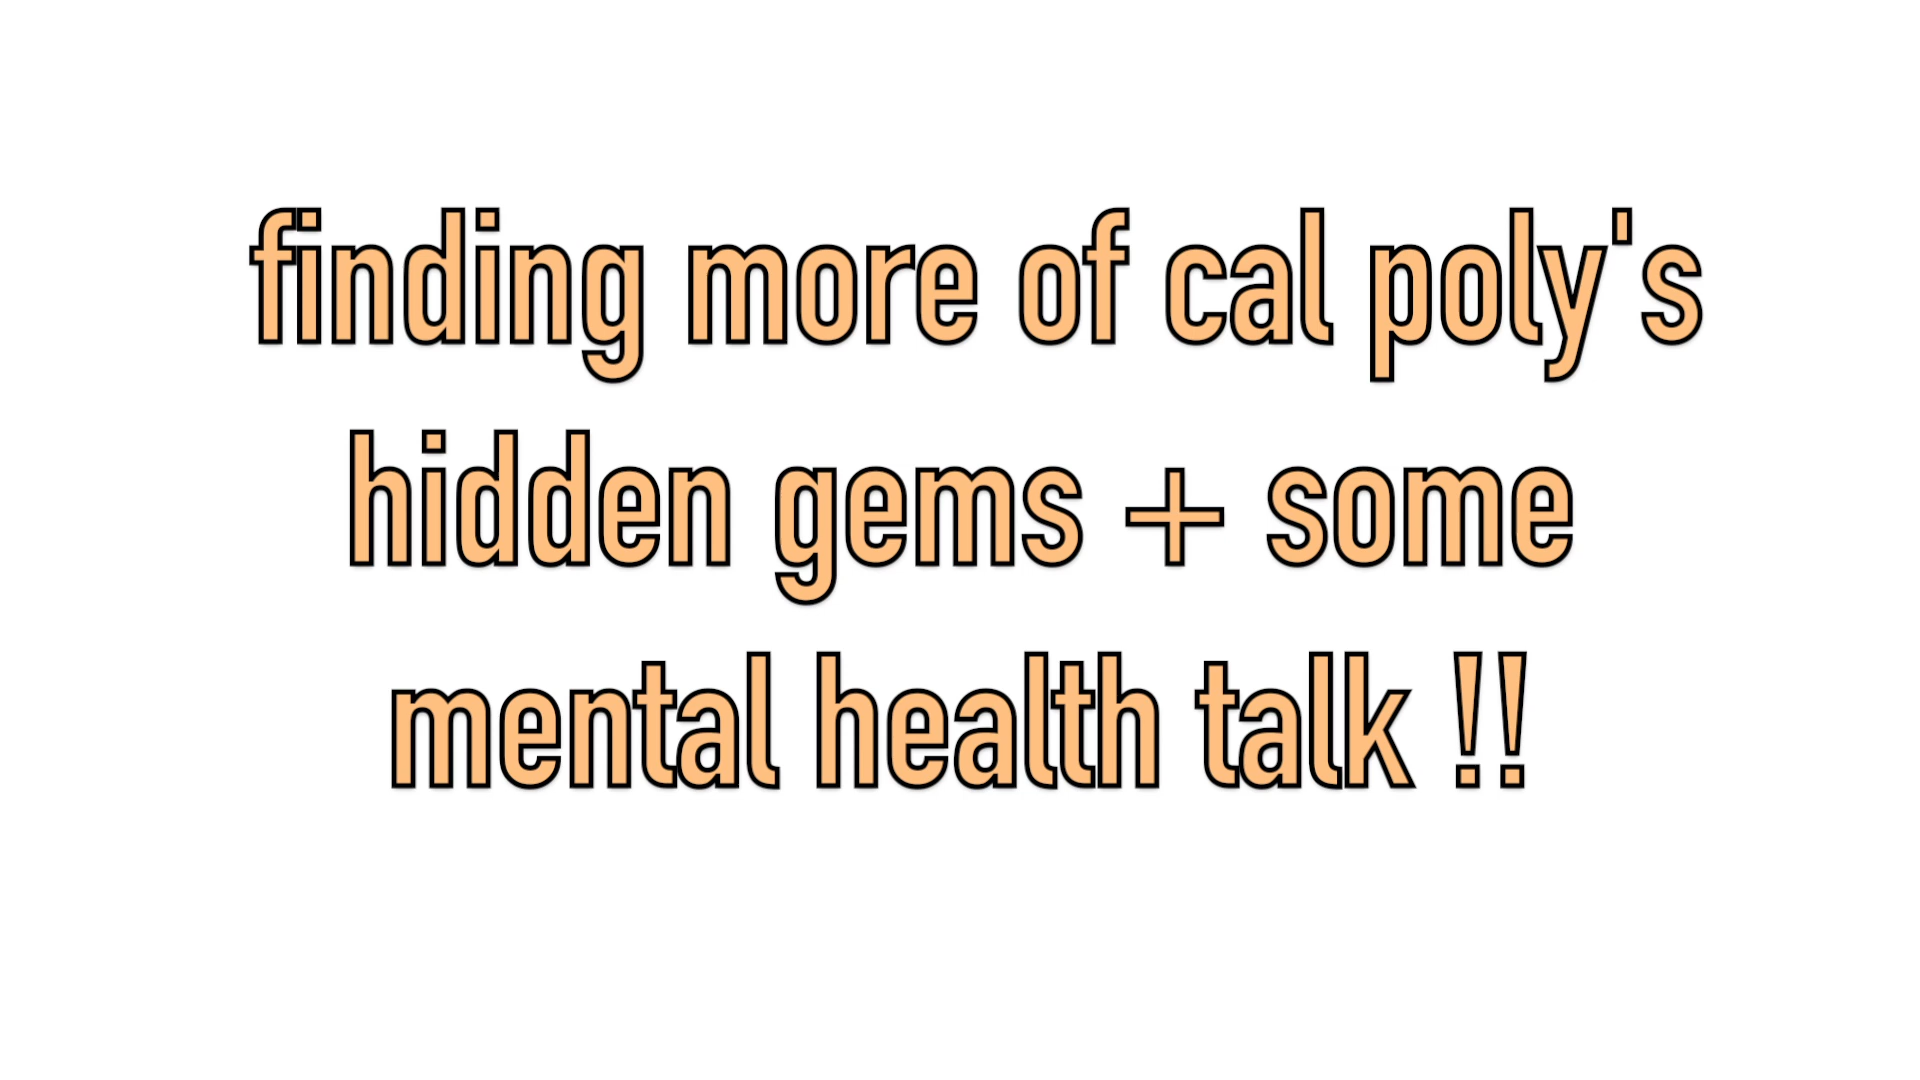 finding more of cal poly's
hidden gems + some
mental health talk !!